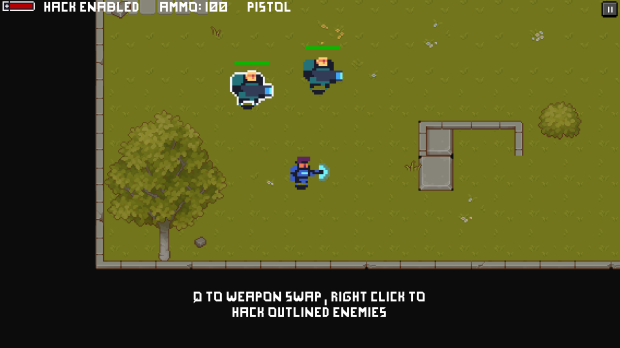 HACK ENABLED AMMO:100 PISTOL
Q TO WEAPON SWAP, RIGHT CLICK TO
HACK OUTLINED ENEMIES